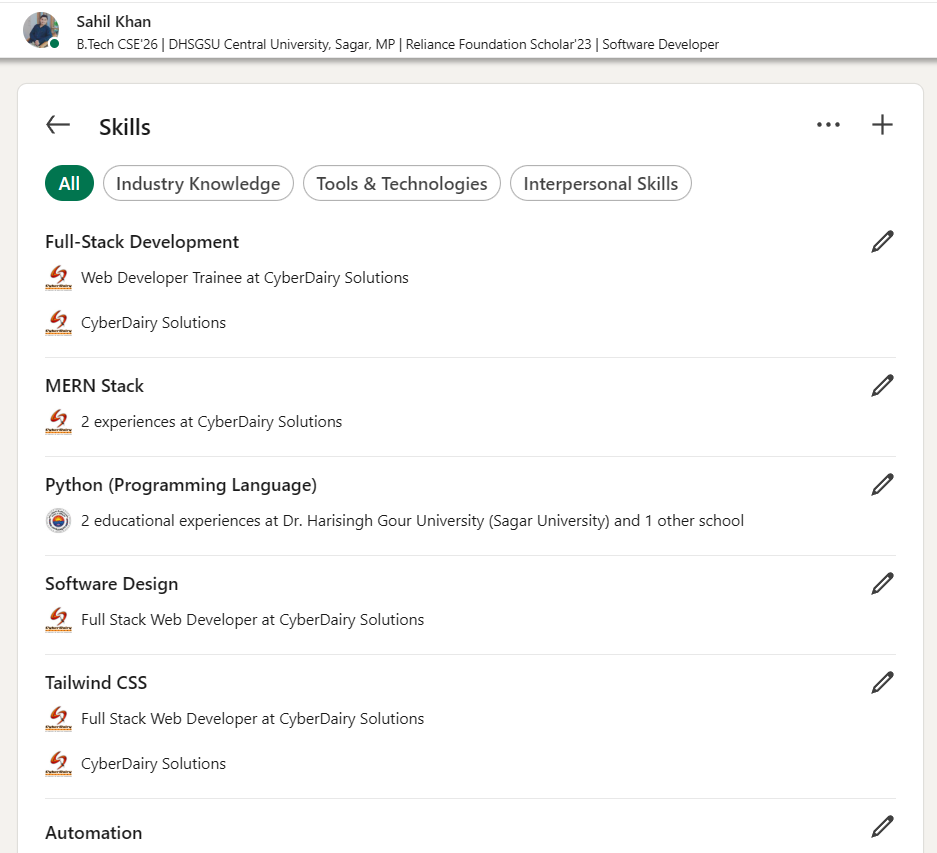 Sahil Khan
B.Tech CSE'26 | DHSGSU Central University, Sagar, MP | Reliance Foundation Scholar'23 | Software Developer
Skills
All
Industry Knowledge
Tools & Technologies
Interpersonal Skills
Full-Stack Development
Web Developer Trainee at CyberDairy Solutions
CyberDairy Solutions
MERN Stack
2 experiences at CyberDairy Solutions
Python (Programming Language)
2 educational experiences at Dr. Harisingh Gour University (Sagar University) and 1 other school
Software Design
Full Stack Web Developer at CyberDairy Solutions
Tailwind CSS
Full Stack Web Developer at CyberDairy Solutions
CyberDairy Solutions
Automation